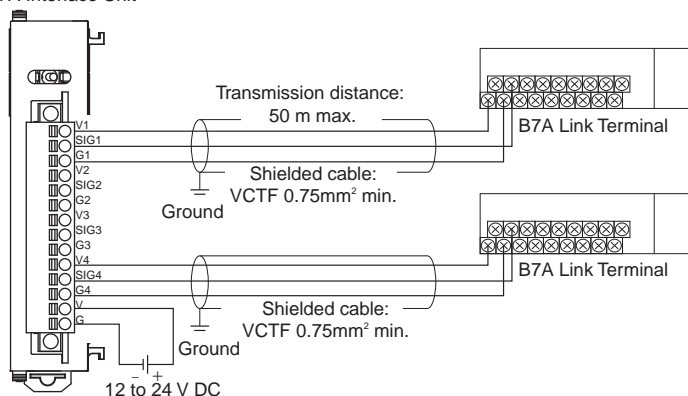 Transmission distance:
50 m max.
B7A Link Terminal
V1
SIG1
G1
V2
SIG2
G2
V3
SIG3
G3
V4
SIG4
G4
V
G
Shielded cable:
VCTF 0.75mm² min.
Ground
B7A Link Terminal
Shielded cable:
VCTF 0.75mm² min.
Ground
− +
12 to 24 V DC